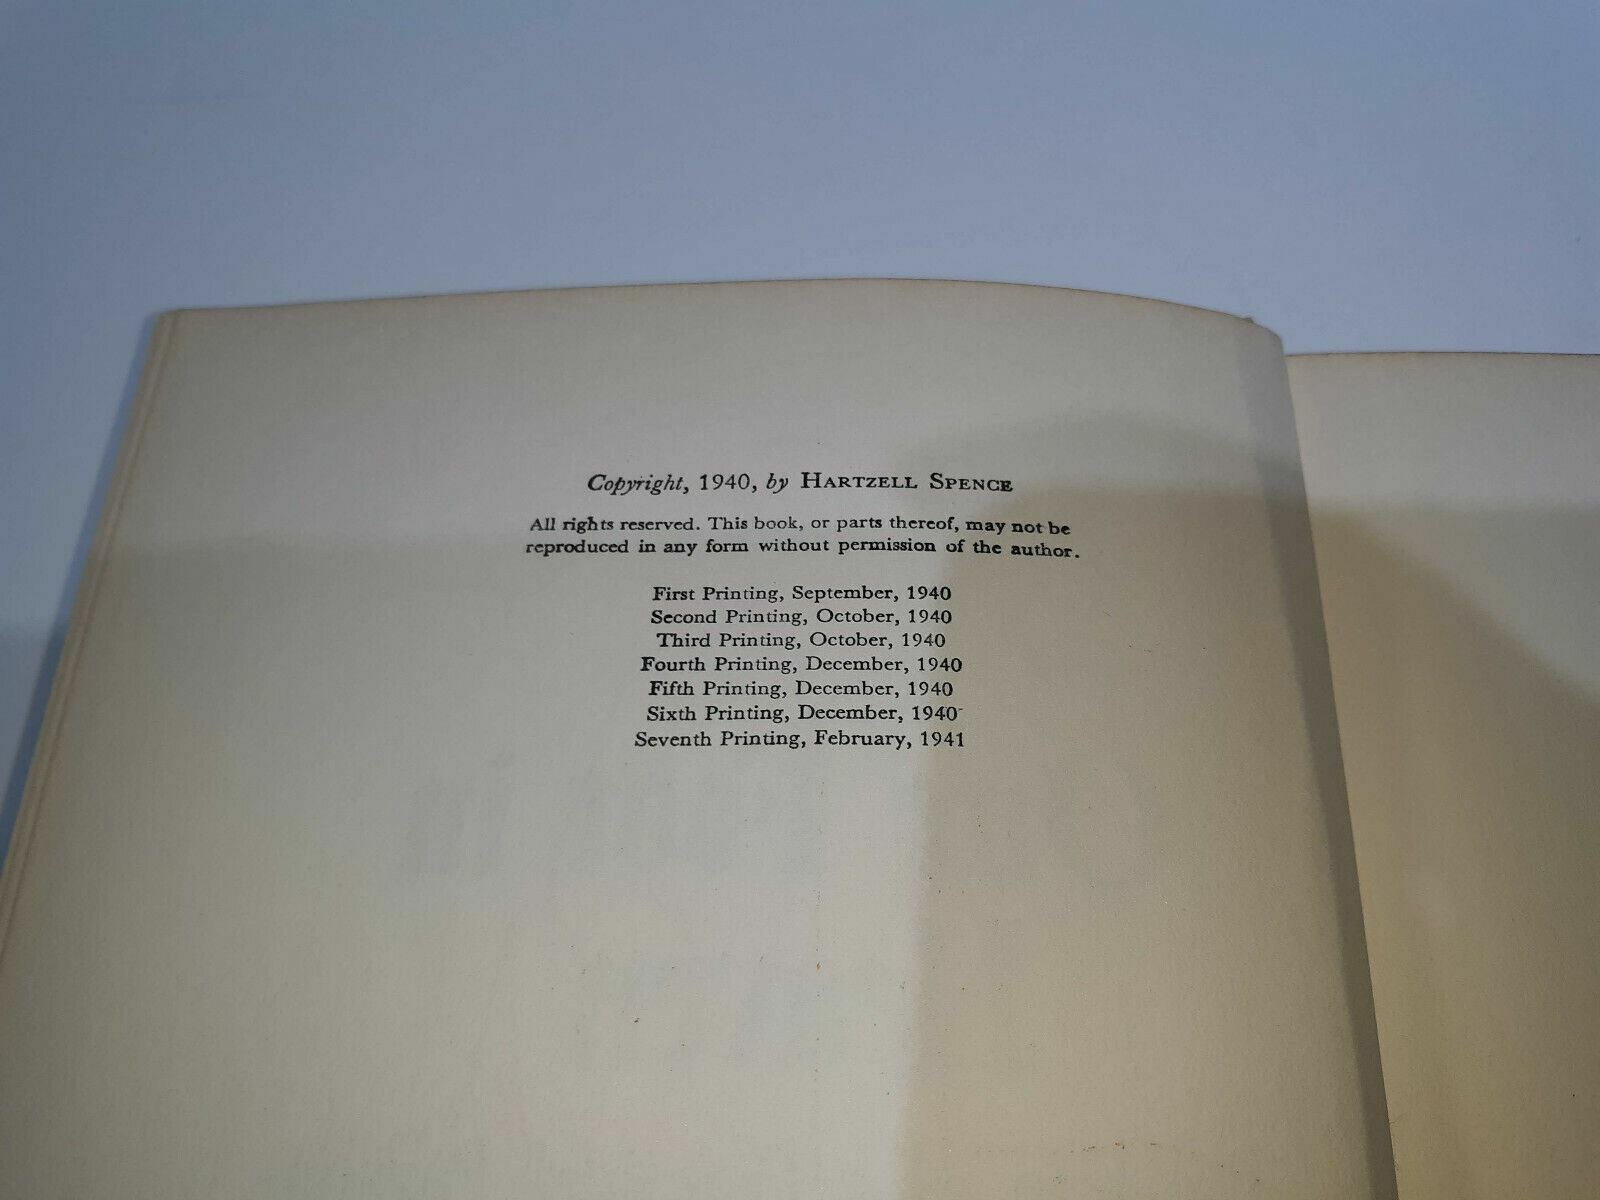 Copyright, 1940, by HARTZELL SPENCE
All rights reserved. This book, or parts thereof, may not be
reproduced in any form without permission of the author.
First Printing, September, 1940
Second Printing, October, 1940
Third Printing, October, 1940
Fourth Printing, December, 1940
Fifth Printing, December, 1940
Sixth Printing, December, 1940
Seventh Printing, February, 1941